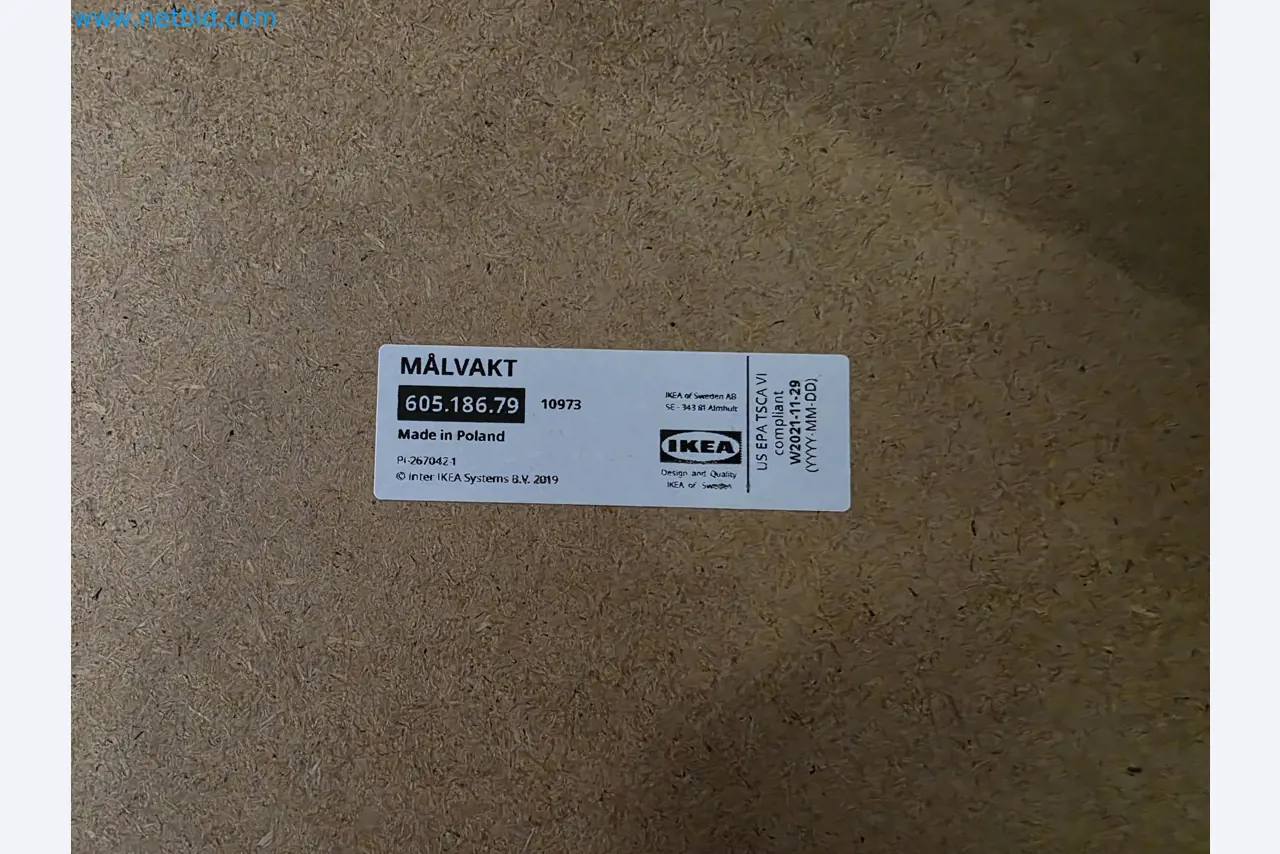 www.netbid.com
MÅLVAKT
605.186.79 10973
Made in Poland
PI-267042-1
© Inter IKEA Systems B.V. 2019
IKEA of Sweden AB
SE - 343 81 Älmhult
IKEA
Design and Quality
IKEA of Sweden
US EPA TSCA VI
compliant
W2021-11-29
(YYYY-MM-DD)